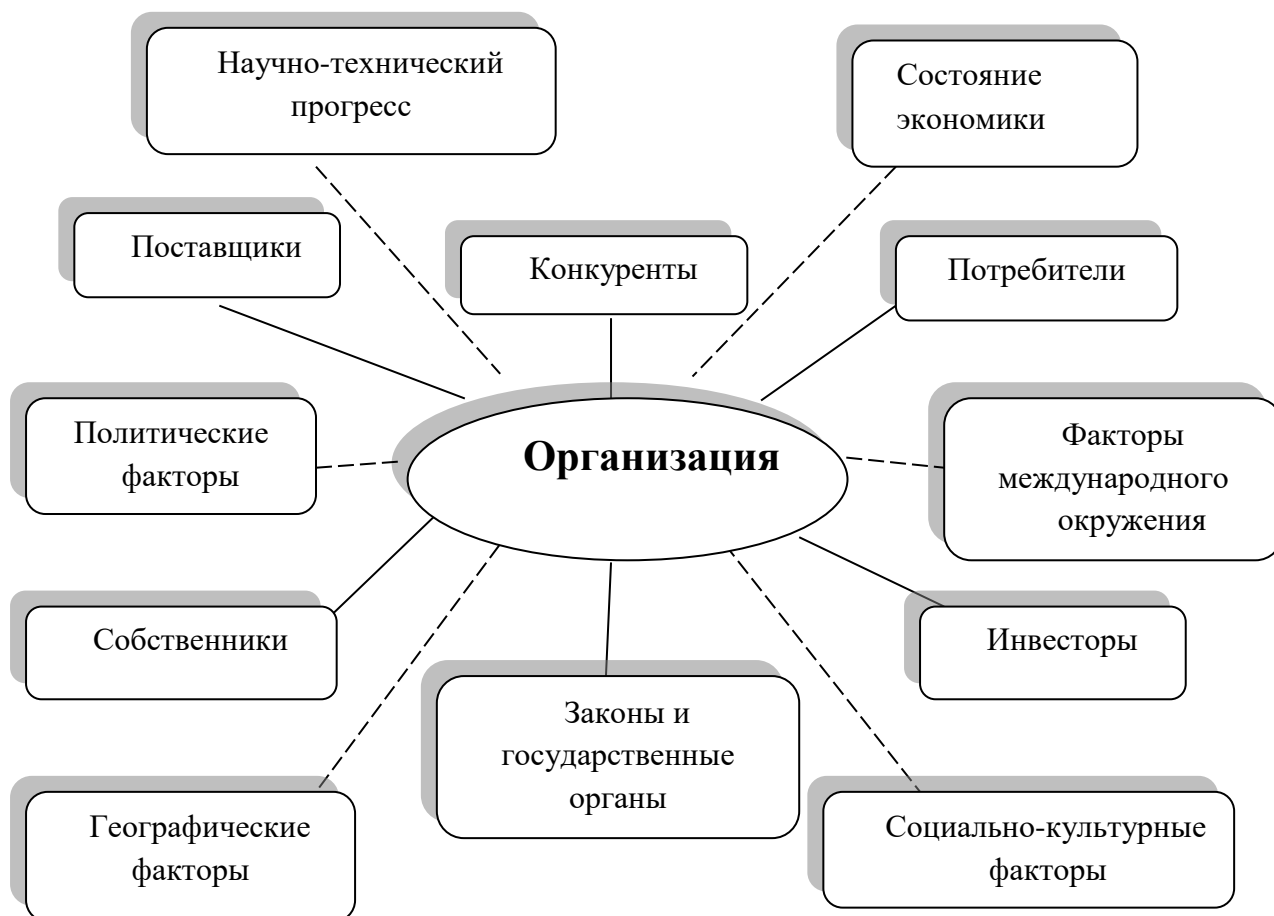 Научно-технический
прогресс
Состояние
экономики
Поставщики
Конкуренты
Потребители
Политические
факторы
Организация
Факторы
международного
окружения
Собственники
Законы и
государственные
органы
Инвесторы
Географические
факторы
Социально-культурные
факторы